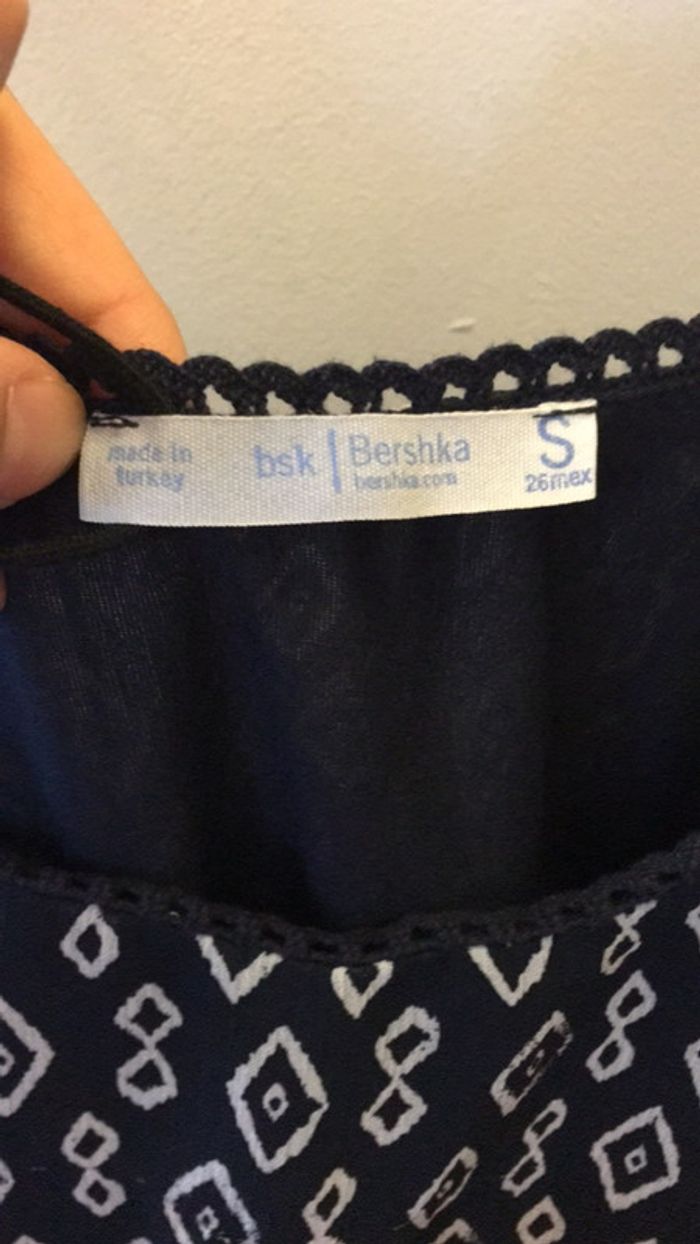 made in
turkey
bsk | Bershka
bershka.com
S
26mex